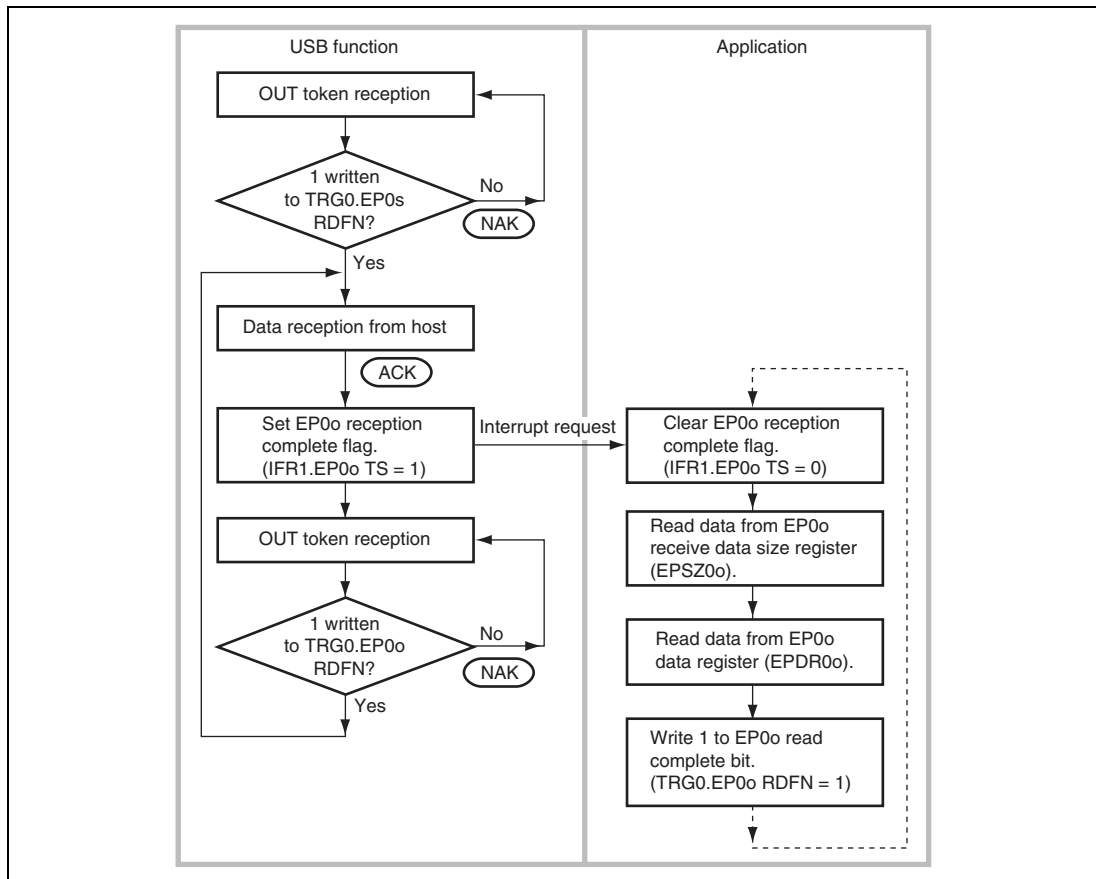 USB function
Application
OUT token reception
1 written
to TRG0.EP0s
RDFN?
No
NAK
Yes
Data reception from host
ACK
Set EP0o reception
complete flag.
(IFR1.EP0o TS = 1)
Interrupt request
Clear EP0o reception
complete flag.
(IFR1.EP0o TS = 0)
OUT token reception
Read data from EP0o
receive data size register
(EPSZ0o).
1 written
to TRG0.EP0o
RDFN?
No
NAK
Yes
Read data from EP0o
data register (EPDR0o).
Write 1 to EP0o read
complete bit.
(TRG0.EP0o RDFN = 1)